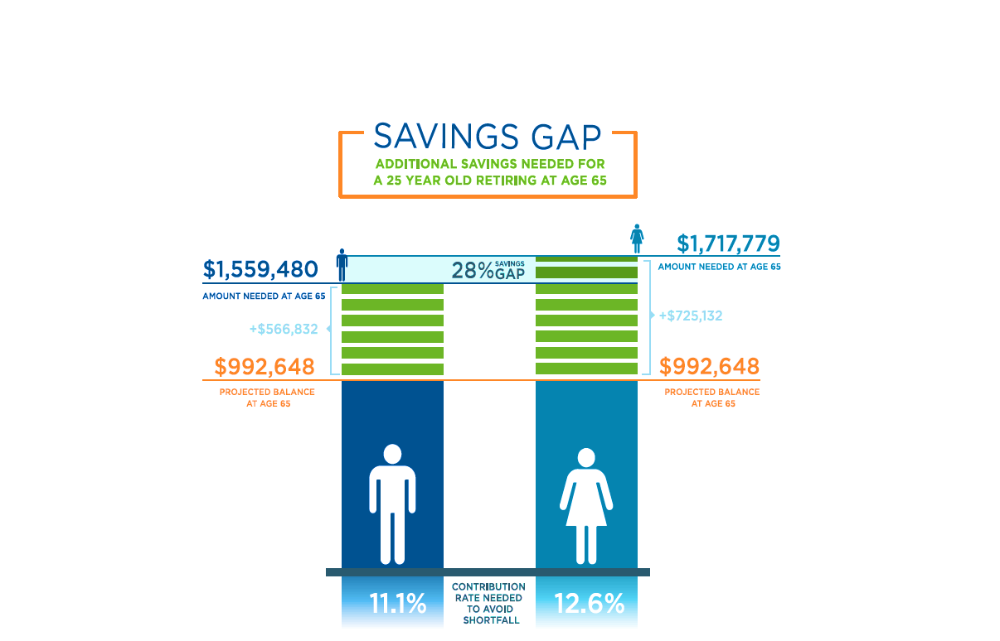 SAVINGS GAP
ADDITIONAL SAVINGS NEEDED FOR
A 25 YEAR OLD RETIRING AT AGE 65
$1,717,779
AMOUNT NEEDED AT AGE 65
$1,559,480
AMOUNT NEEDED AT AGE 65
28% SAVINGS
GAP
+$566,832
+$725,132
$992,648
PROJECTED BALANCE
AT AGE 65
$992,648
PROJECTED BALANCE
AT AGE 65
11.1%
CONTRIBUTION
RATE NEEDED
TO AVOID
SHORTFALL
12.6%